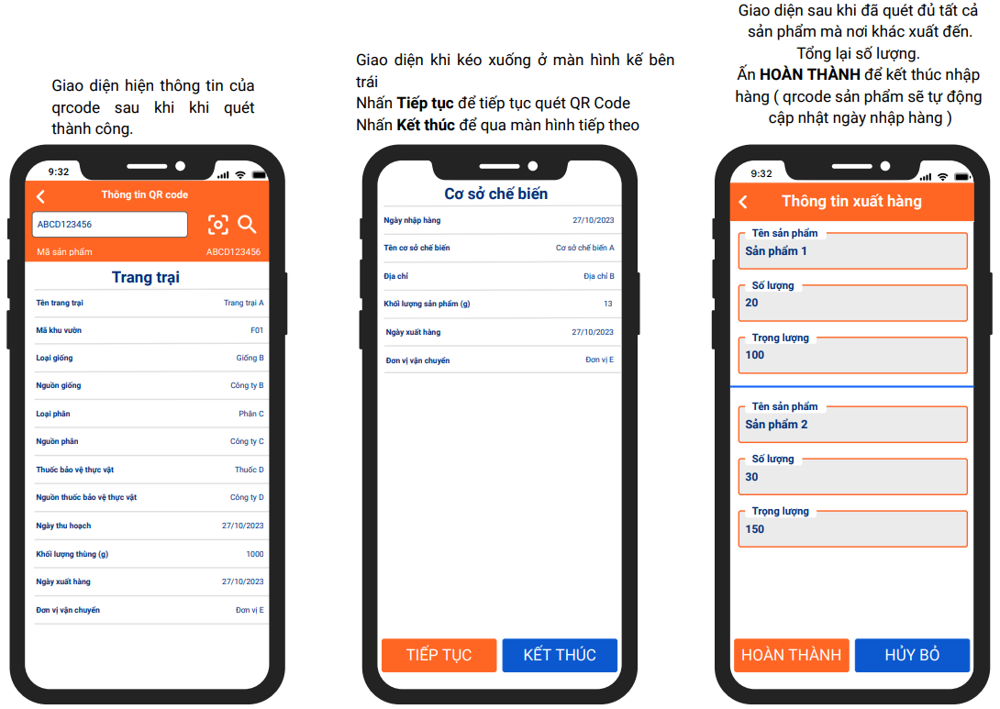 Giao diện hiện thông tin của
qrcode sau khi khi quét
thành công.
9:32
Thông tin QR code
ABCD123456
Mã sản phẩm ABCD123456
Trang trại
Tên trang trại Trang trại A
Mã khu vườn F01
Loại giống Giống B
Nguồn giống Công ty B
Loại phân Phân C
Nguồn phân Công ty C
Thuốc bảo vệ thực vật Thuốc D
Nguồn thuốc bảo vệ thực vật Công ty D
Ngày thu hoạch 27/10/2023
Khối lượng thùng (g) 1000
Ngày xuất hàng 27/10/2023
Đơn vị vận chuyển Đơn vị E
Giao diện khi kéo xuống ở màn hình kế bên
trái
Nhấn Tiếp tục để tiếp tục quét QR Code
Nhấn Kết thúc để qua màn hình tiếp theo
Cơ sở chế biến
Ngày nhập hàng 27/10/2023
Tên cơ sở chế biến Cơ sở chế biến A
Địa chỉ Địa chỉ B
Khối lượng sản phẩm (g) 13
Ngày xuất hàng 27/10/2023
Đơn vị vận chuyển Đơn vị E
TIẾP TỤC KẾT THÚC
Giao diện sau khi đã quét đủ tất cả
sản phẩm mà nơi khác xuất đến.
Tổng lại số lượng.
Ấn HOÀN THÀNH để kết thúc nhập
hàng ( qrcode sản phẩm sẽ tự động
cập nhật ngày nhập hàng )
9:32
Thông tin xuất hàng
Tên sản phẩm
Sản phẩm 1
Số lượng
20
Trọng lượng
100
Tên sản phẩm
Sản phẩm 2
Số lượng
30
Trọng lượng
150
HOÀN THÀNH HỦY BỎ